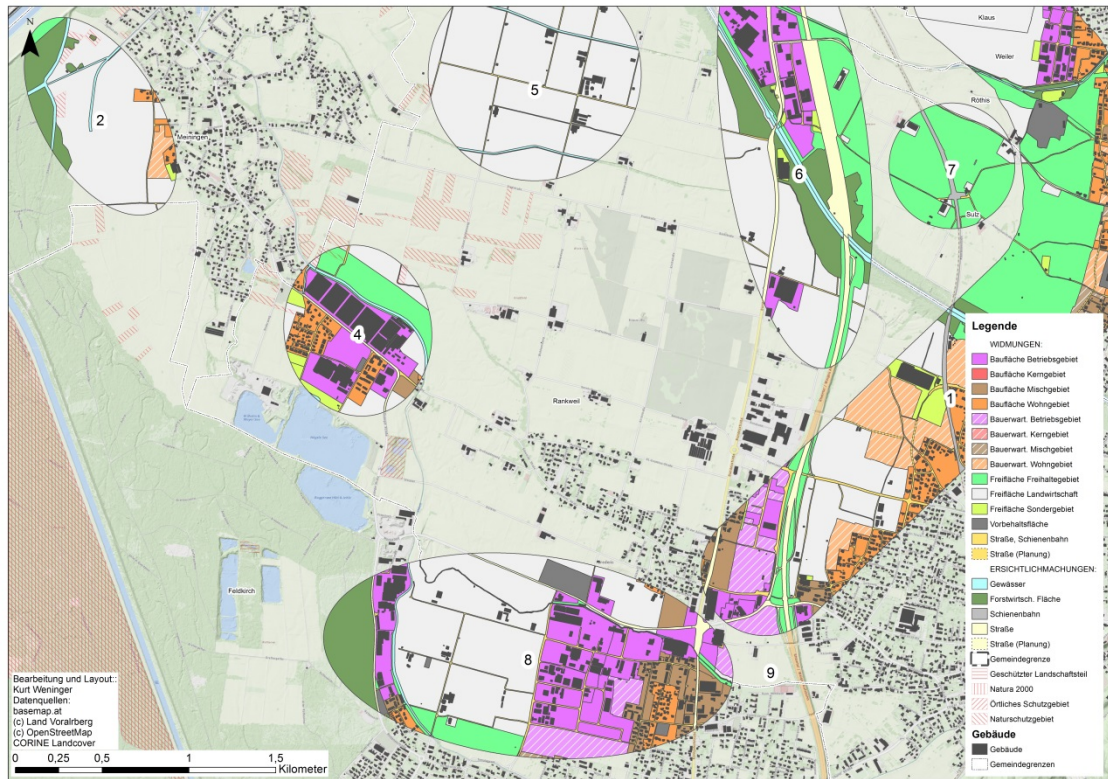 N
Klaus
Weiler
Röthis
5
2
Meiningen
6
7
Sulz
4
Rankweil
1
Feldkirch
8
9
Legende
WIDMUNGEN:
Baufläche Betriebsgebiet
Baufläche Kerngebiet
Baufläche Mischgebiet
Baufläche Wohngebiet
Bauerwart. Betriebsgebiet
Bauerwart. Kerngebiet
Bauerwart. Mischgebiet
Bauerwart. Wohngebiet
Freifläche Freihaltegebiet
Freifläche Landwirtschaft
Freifläche Sondergebiet
Vorbehaltsfläche
Straße, Schienenbahn
Straße (Planung)
ERSICHTLICHMACHUNGEN:
Gewässer
Forstwirtsch. Fläche
Schienenbahn
Straße
Straße (Planung)
Gemeindegrenze
Geschützter Landschaftsteil
Natura 2000
Örtliches Schutzgebiet
Naturschutzgebiet
Gebäude
Gebäude
Gemeindegrenzen
Bearbeitung und Layout::
Kurt Weninger
Datenquellen:
basemap.at
(c) Land Voralrberg
(c) OpenStreetMap
CORINE Landcover
0 0,25 0,5 1 1,5
Kilometer